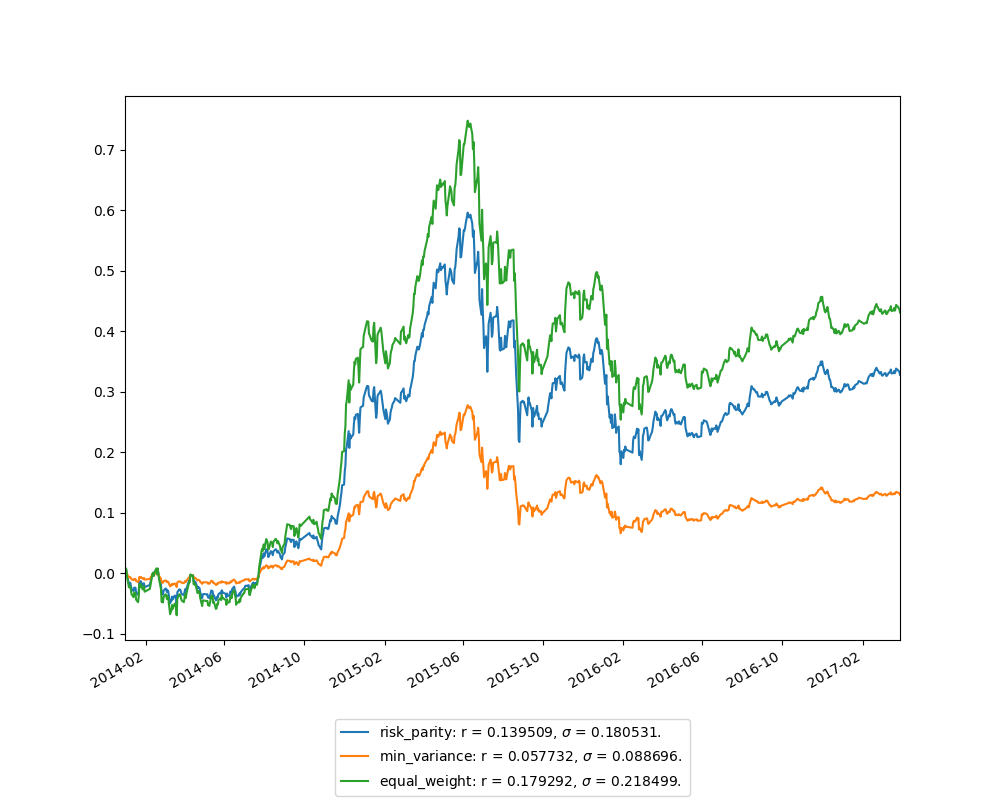 0.7
0.6
0.5
0.4
0.3
0.2
0.1
0.0
−0.1
2014-02 2014-06 2014-10 2015-02 2015-06 2015-10 2016-02 2016-06 2016-10 2017-02
risk_parity: r = 0.139509, σ = 0.180531.
min_variance: r = 0.057732, σ = 0.088696.
equal_weight: r = 0.179292, σ = 0.218499.